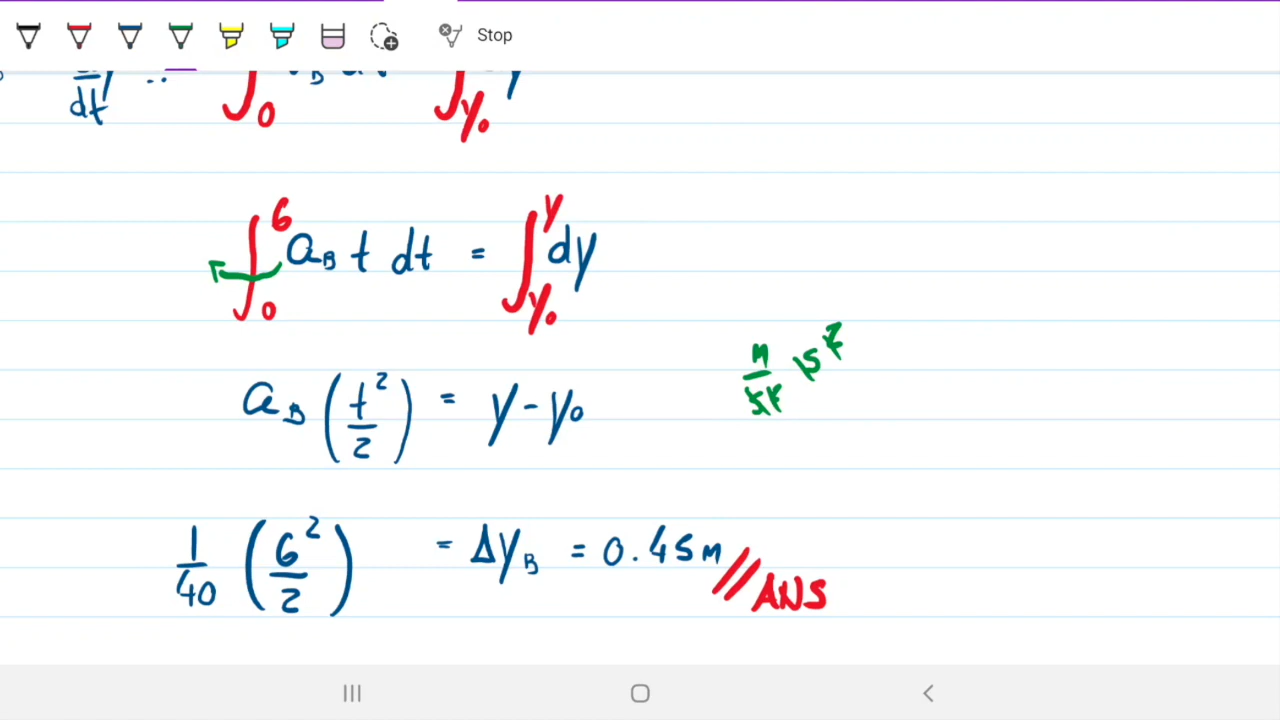 Stop
dt
0
y₀
∫₀⁶ a_B t dt = ∫_{y₀}^{y} dy
m/s² s²
a_B (t²/2) = y - y₀
1/40 (6²/2) = Δy_B = 0.45m // ANS